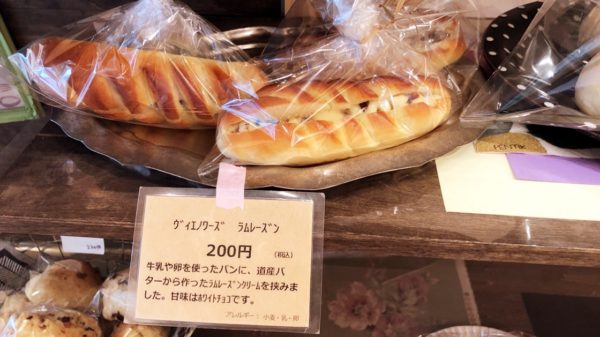 ヴィエノワーズ ラムレーズン
200円 (税込)
牛乳や卵を使ったパンに、道産バ
ターから作ったラムレーズンクリームを挟みま
した。甘味はホワイトチョコです。
アレルギー：小麦・乳・卵
PENTIK